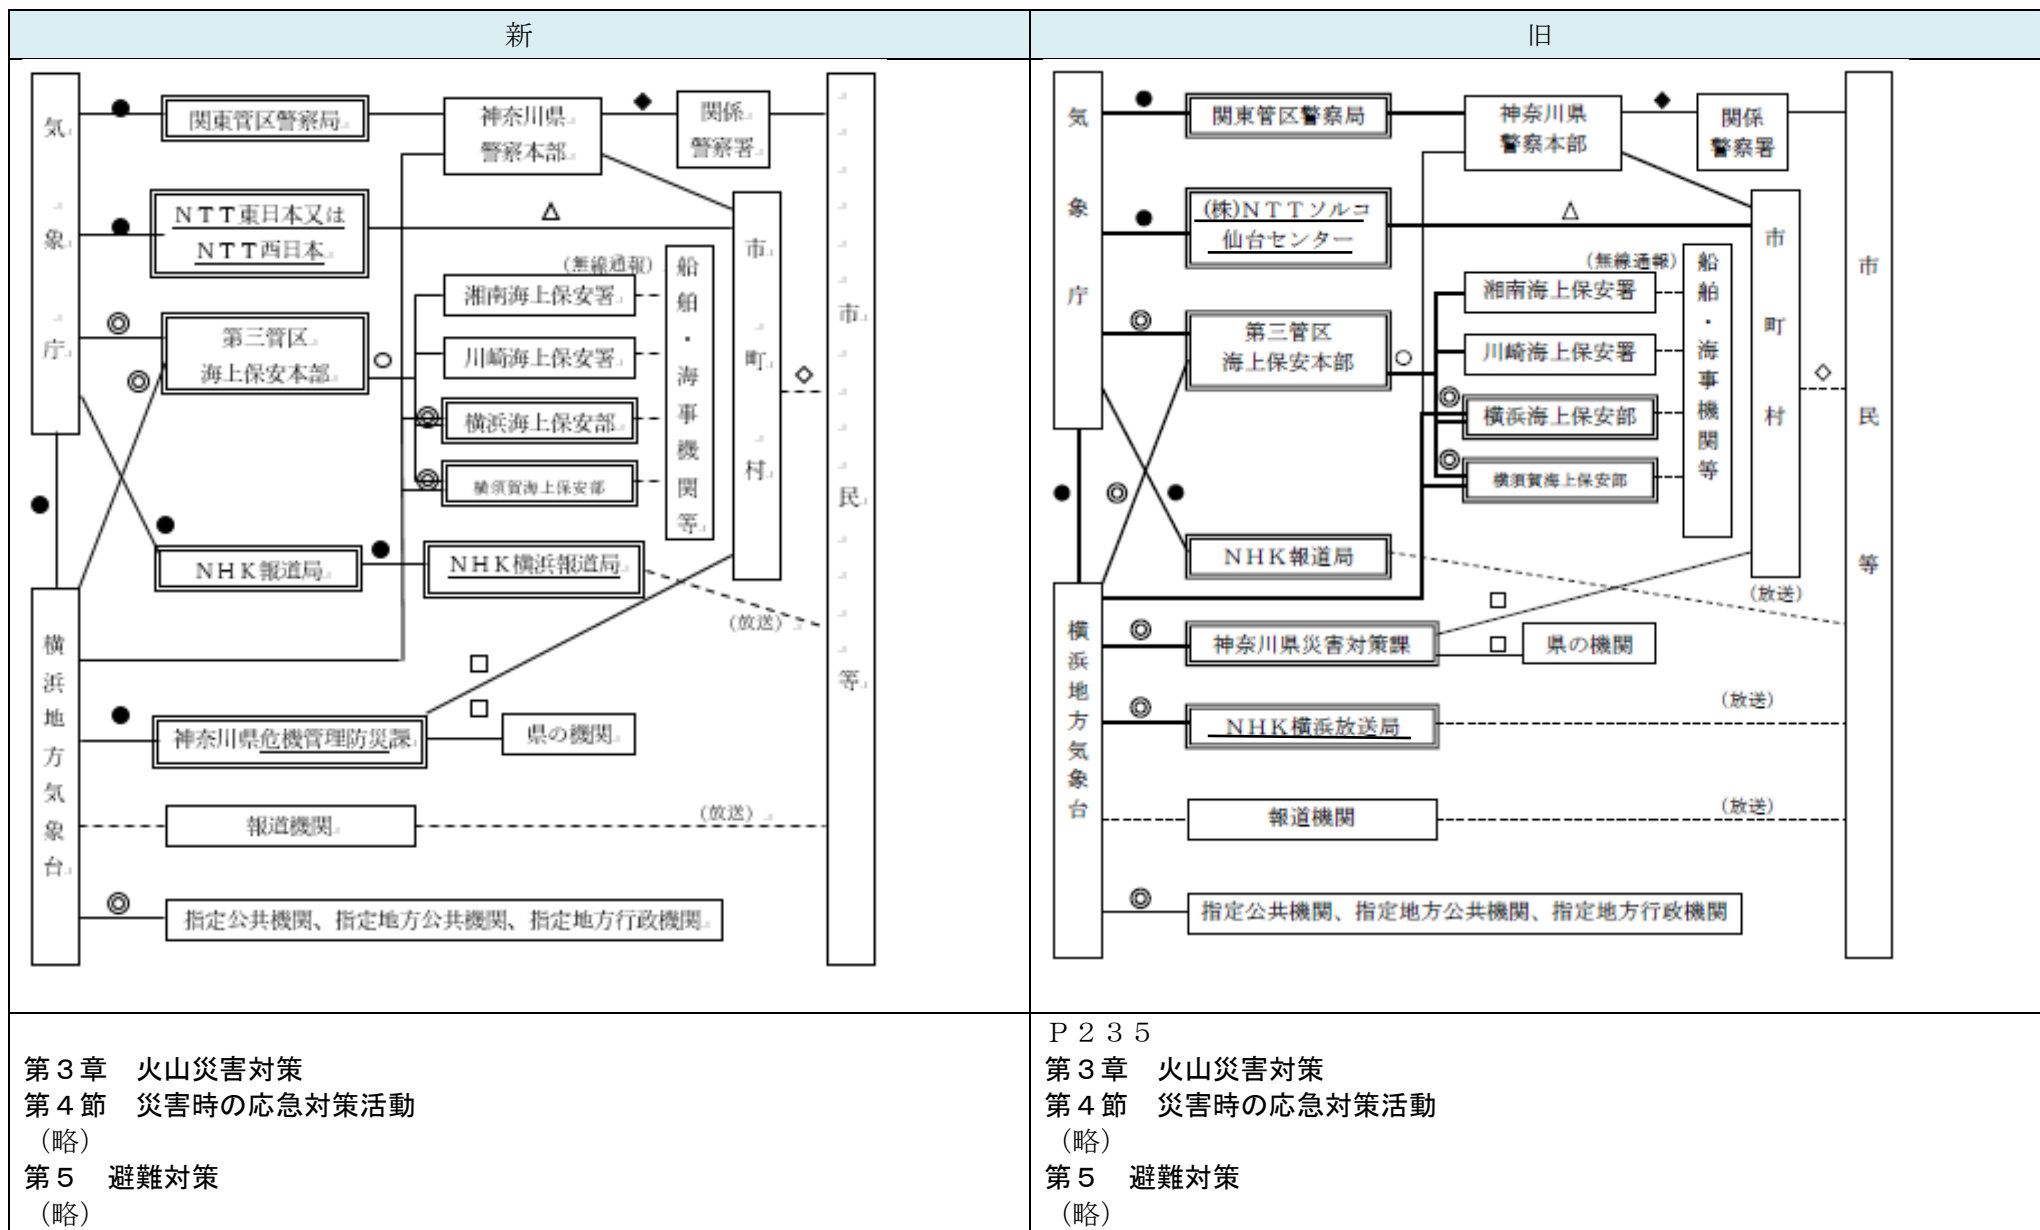 新
気象庁
●
関東管区警察局
神奈川県
警察本部
◆
関係
警察署
●
ＮＴＴ東日本又は
ＮＴＴ西日本
△
市町村
◎
第三管区
海上保安本部
○
(無線通報)
湘南海上保安署
川崎海上保安署
◎
横浜海上保安部
◎
横須賀海上保安部
船舶・海事機関等
◇
市民等
◎
●
●
ＮＨＫ報道局
●
ＮＨＫ横浜報道局
(放送)
横浜地方気象台
□
●
神奈川県危機管理防災課
□
県の機関
報道機関
(放送)
◎
指定公共機関、指定地方公共機関、指定地方行政機関
第３章　火山災害対策
第４節　災害時の応急対策活動
（略）
第５　避難対策
（略）
旧
気象庁
●
関東管区警察局
神奈川県
警察本部
◆
関係
警察署
●
(株)ＮＴＴソルコ
仙台センター
△
市町村
◎
第三管区
海上保安本部
○
(無線通報)
湘南海上保安署
川崎海上保安署
◎
横浜海上保安部
◎
横須賀海上保安部
船舶・海事機関等
◇
市民等
●
◎
●
ＮＨＫ報道局
(放送)
横浜地方気象台
◎
神奈川県災害対策課
□
□
県の機関
◎
ＮＨＫ横浜放送局
(放送)
報道機関
(放送)
◎
指定公共機関、指定地方公共機関、指定地方行政機関
Ｐ２３５
第３章　火山災害対策
第４節　災害時の応急対策活動
（略）
第５　避難対策
（略）